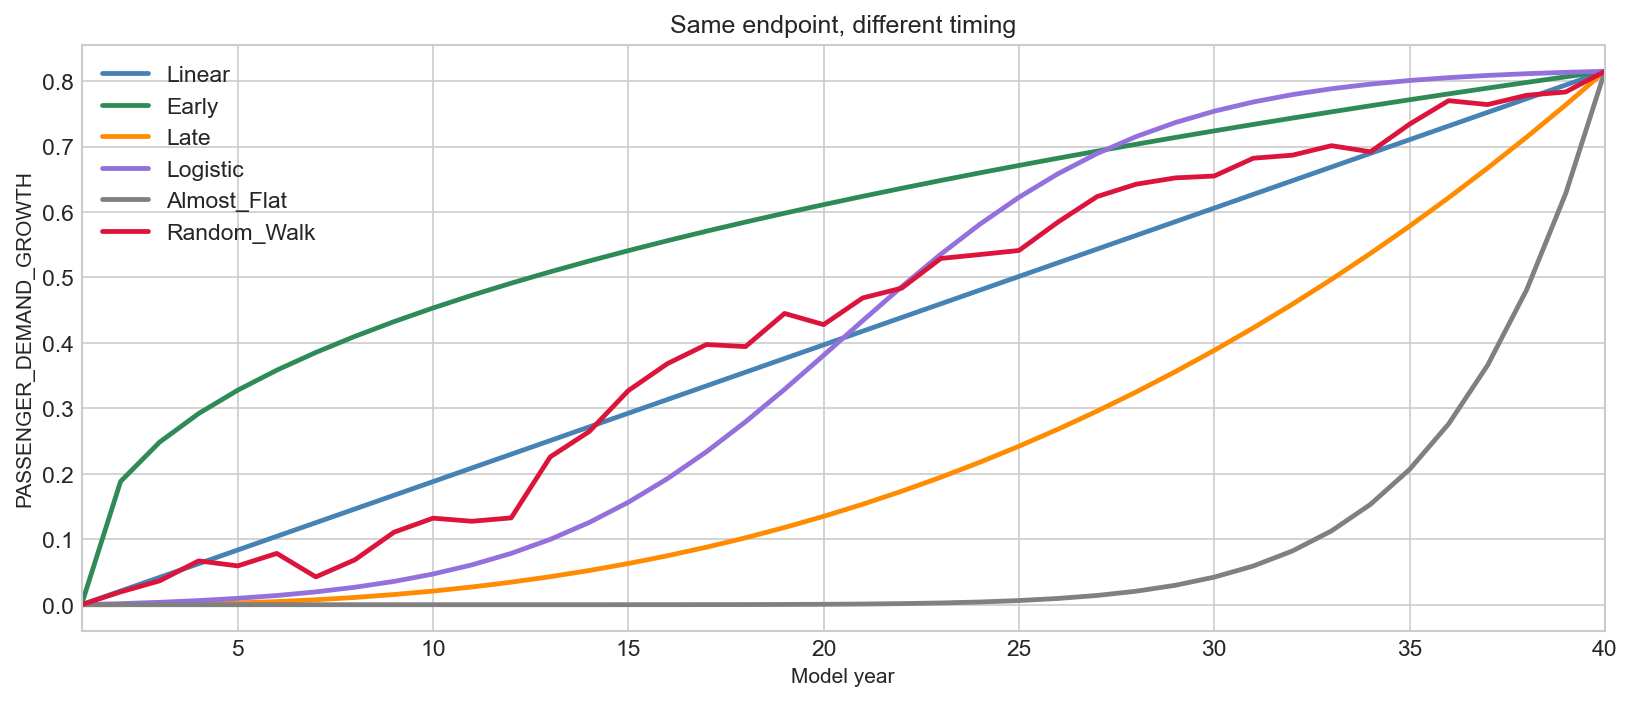 Same endpoint, different timing
Linear
Early
Late
Logistic
Almost_Flat
Random_Walk
PASSENGER_DEMAND_GROWTH
0.8
0.7
0.6
0.5
0.4
0.3
0.2
0.1
0.0
5 10 15 20 25 30 35 40
Model year